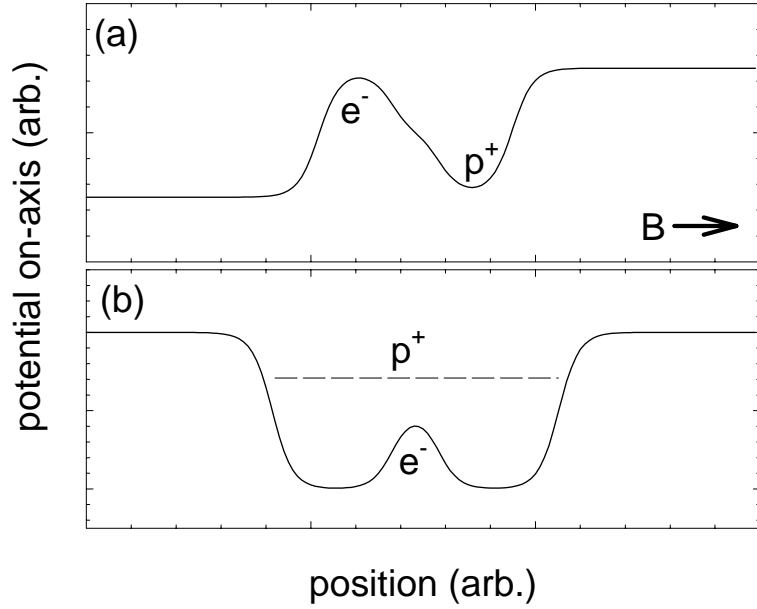 (a)
e-
p+
B
(b)
p+
e-
potential on-axis (arb.)
position (arb.)